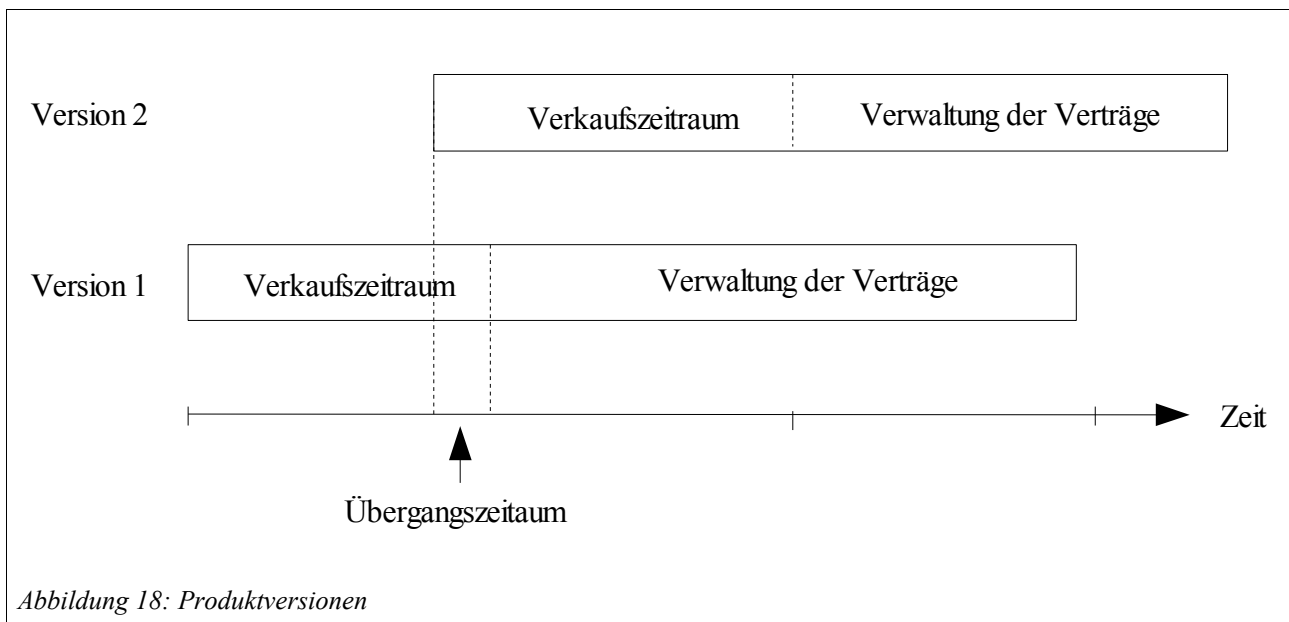 Version 2
Verkaufszeitraum
Verwaltung der Verträge
Version 1
Verkaufszeitraum
Verwaltung der Verträge
Zeit
Übergangszeitaum
Abbildung 18: Produktversionen